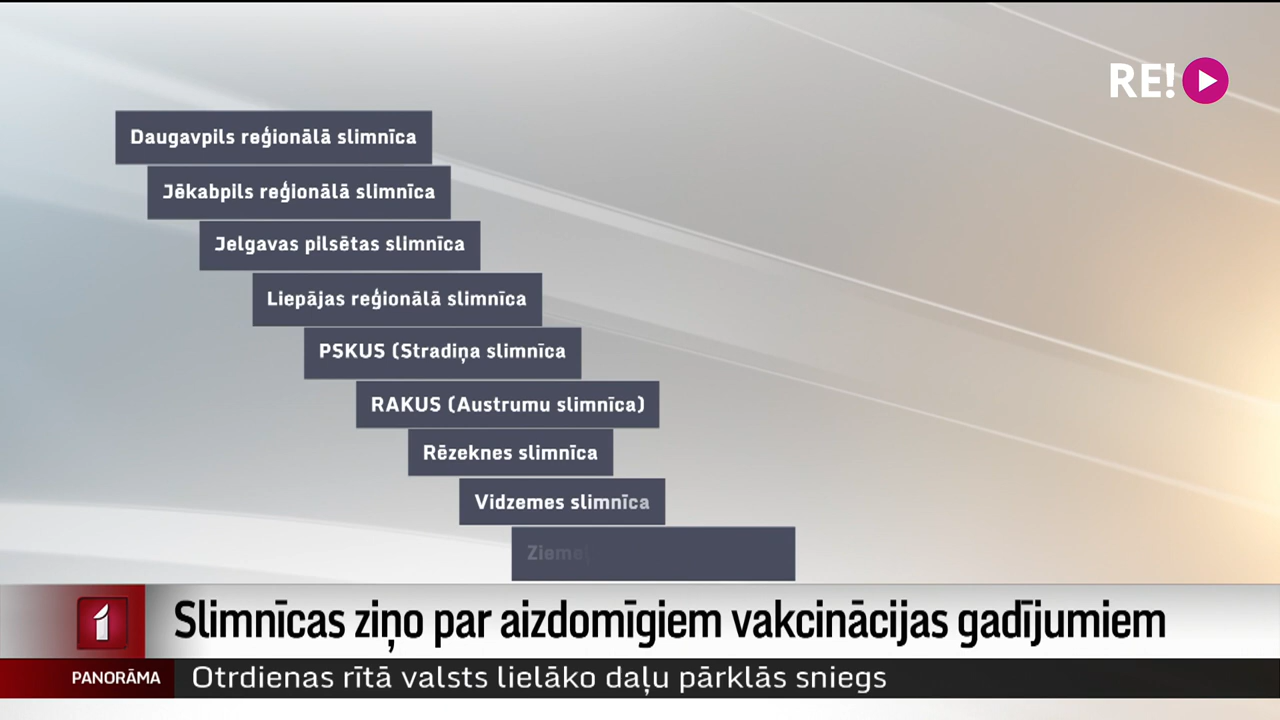 RE!
Daugavpils reģionālā slimnīca
Jēkabpils reģionālā slimnīca
Jelgavas pilsētas slimnīca
Liepājas reģionālā slimnīca
PSKUS (Stradiņa slimnīca
RAKUS (Austrumu slimnīca)
Rēzeknes slimnīca
Vidzemes slimnīca
1 Slimnīcas ziņo par aizdomīgiem vakcinācijas gadījumiem
PANORĀMA Otrdienas rītā valsts lielāko daļu pārklās sniegs